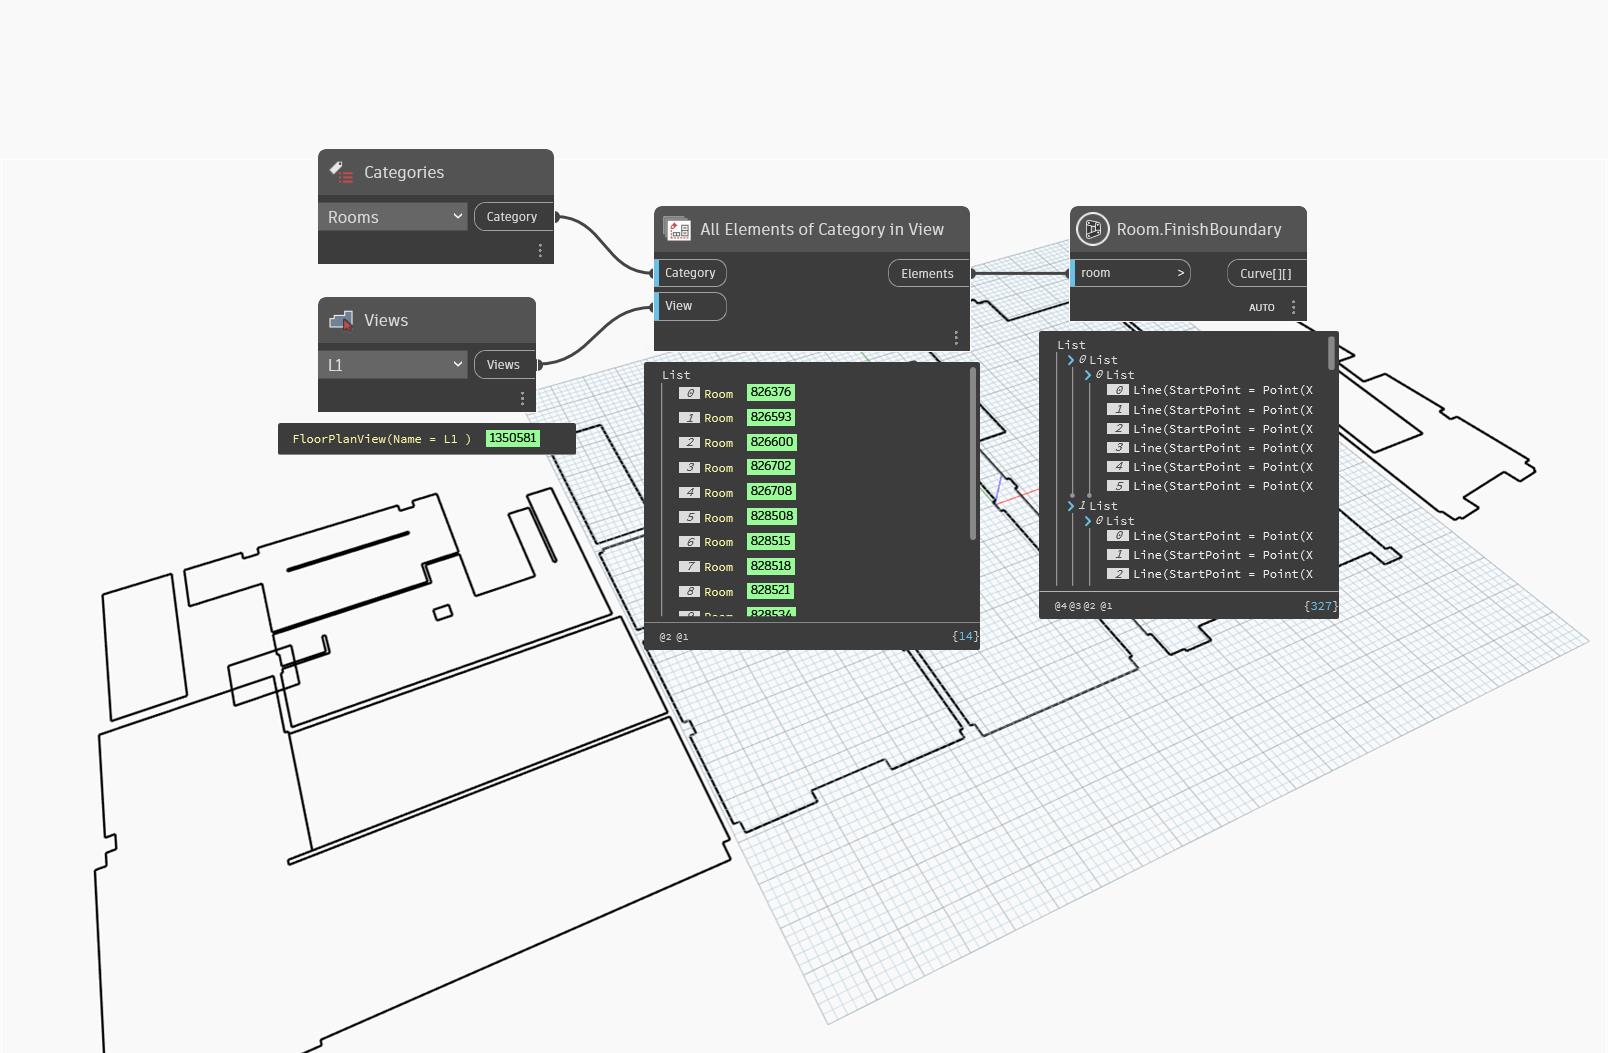 Categories
Rooms
Category
Views
L1
Views
FloorPlanView(Name = L1 ) 1350581
All Elements of Category in View
Category
Elements
View
List
0 Room 826376
1 Room 826593
2 Room 826600
3 Room 826702
4 Room 826708
5 Room 828508
6 Room 828515
7 Room 828518
8 Room 828521
9 Room 828534
@2 @1
{14}
Room.FinishBoundary
room >
Curve[][]
AUTO
List
0 List
0 List
0 Line(StartPoint = Point(X
1 Line(StartPoint = Point(X
2 Line(StartPoint = Point(X
3 Line(StartPoint = Point(X
4 Line(StartPoint = Point(X
5 Line(StartPoint = Point(X
1 List
0 List
0 Line(StartPoint = Point(X
1 Line(StartPoint = Point(X
2 Line(StartPoint = Point(X
@4 @3 @2 @1
{327}